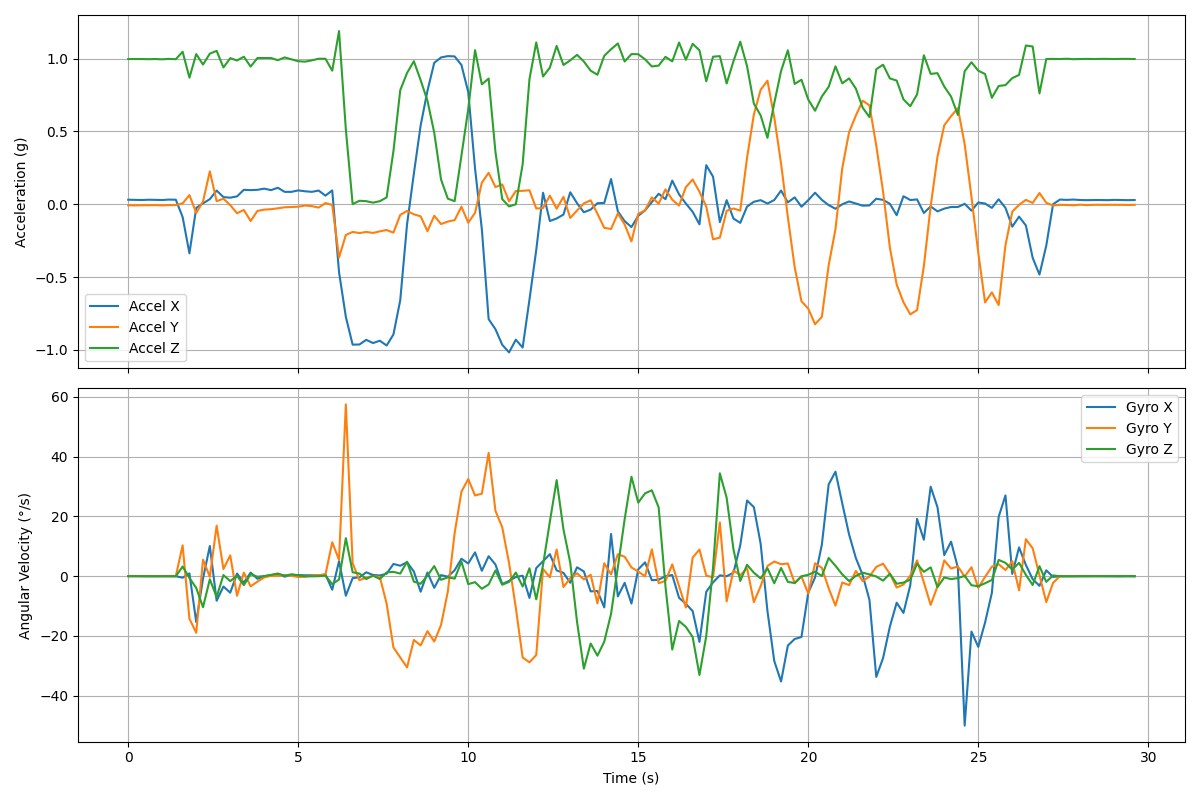 1.0
0.5
0.0
−0.5
−1.0
Acceleration (g)
Accel X
Accel Y
Accel Z
60
40
20
0
−20
−40
Angular Velocity (°/s)
Gyro X
Gyro Y
Gyro Z
0 5 10 15 20 25 30
Time (s)